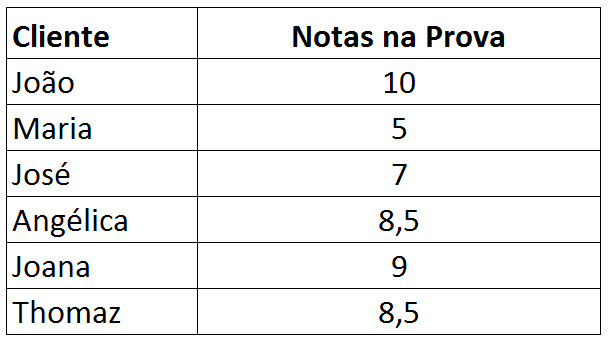 Cliente Notas na Prova
João 10
Maria 5
José 7
Angélica 8,5
Joana 9
Thomaz 8,5